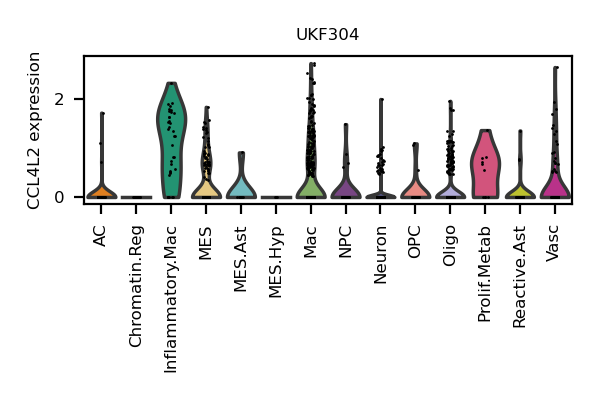 UKF304
CCL4L2 expression
2
0
AC
Chromatin.Reg
Inflammatory.Mac
MES
MES.Ast
MES.Hyp
Mac
NPC
Neuron
OPC
Oligo
Prolif.Metab
Reactive.Ast
Vasc